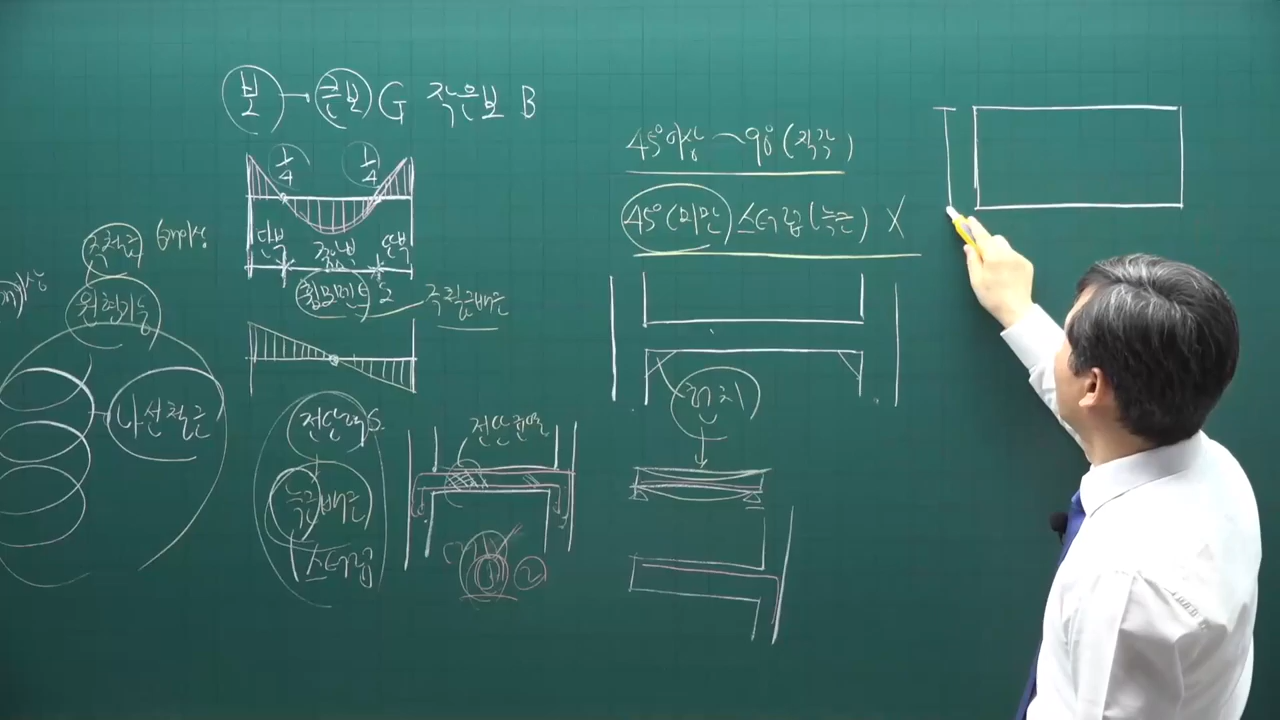 보 → 큰보 G 작은보 B
1/4 1/4
단부 중앙부 단부
휨모멘트 주철근배근
주철근
원형기둥
나선철근
전단력 S.
늑근배근
스터럽
전단균열
① ②
45° 이상 ~ 90° (직각)
45° (미만) 스터럽 (늑근) X
헌치